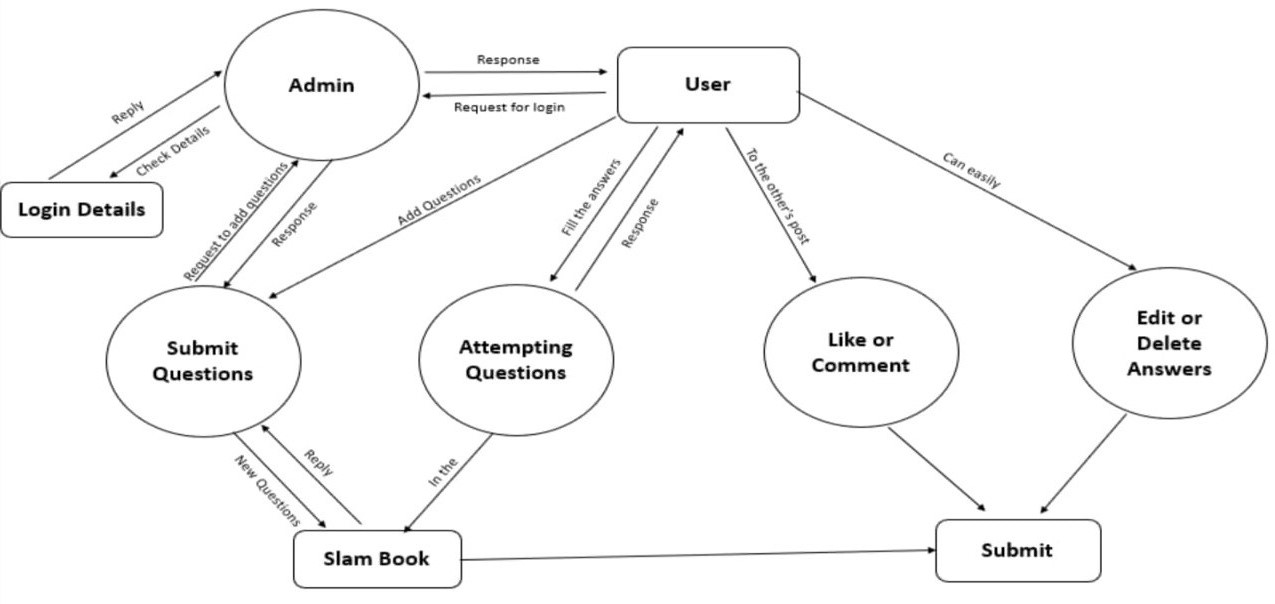 Response
Admin
User
Request for login
Reply
Check Details
Can easily
Login Details
To the other's post
Fill the answers
Add Questions
Request to add questions
Response
Response
Submit
Questions
Attempting
Questions
Like or
Comment
Edit or
Delete
Answers
New Questions
Reply
In the
Slam Book
Submit